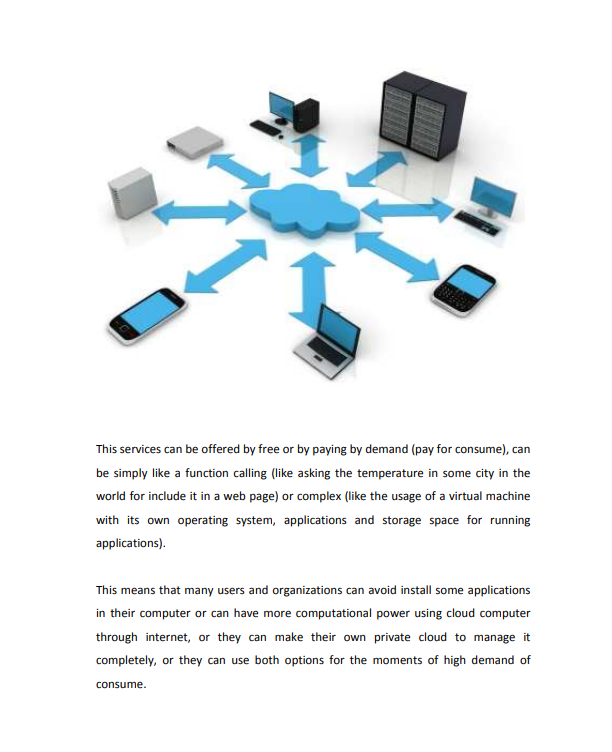 This services can be offered by free or by paying by demand (pay for consume), can
be simply like a function calling (like asking the temperature in some city in the
world for include it in a web page) or complex (like the usage of a virtual machine
with its own operating system, applications and storage space for running
applications).
This means that many users and organizations can avoid install some applications
in their computer or can have more computational power using cloud computer
through internet, or they can make their own private cloud to manage it
completely, or they can use both options for the moments of high demand of
consume.